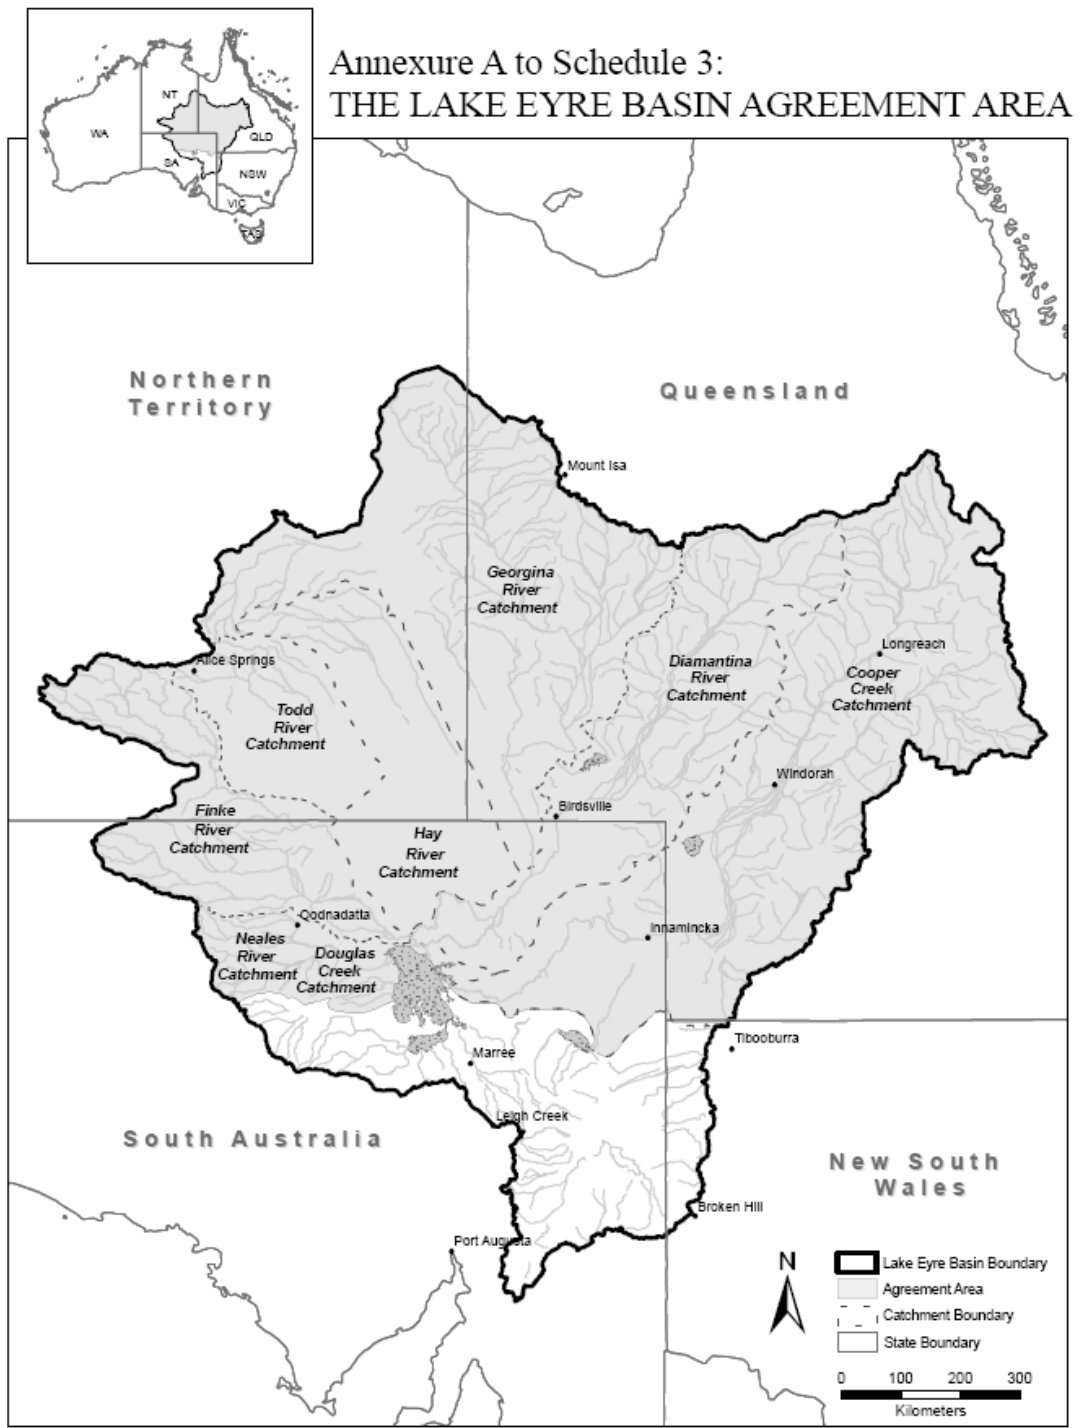 Annexure A to Schedule 3:
THE LAKE EYRE BASIN AGREEMENT AREA
NT
WA
QLD
SA
NSW
VIC
TAS
Northern
Territory
Queensland
Mount Isa
Georgina
River
Catchment
Longreach
Alice Springs
Diamantina
River
Catchment
Cooper
Creek
Catchment
Todd
River
Catchment
Windorah
Birdsville
Finke
River
Catchment
Hay
River
Catchment
Oodnadatta
Innamincka
Neales
River
Catchment
Douglas
Creek
Catchment
Tibooburra
Marree
Leigh Creek
South Australia
New South
Wales
Broken Hill
Port Augusta
N
Lake Eyre Basin Boundary
Agreement Area
Catchment Boundary
State Boundary
0 100 200 300
Kilometers